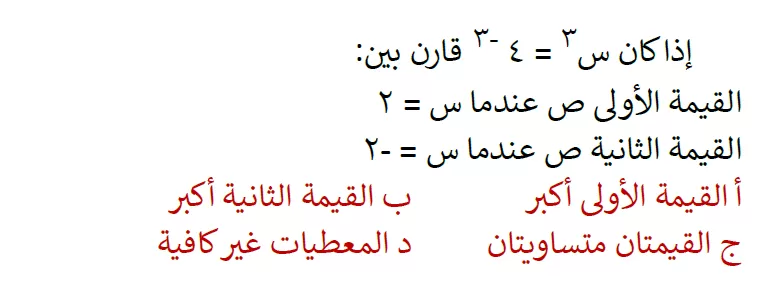 إذا كان س٣ = ٤ -٣ قارن بين:
القيمة الأولى ص عندما س = ٢
القيمة الثانية ص عندما س = -٢
أ القيمة الأولى أكبر ب القيمة الثانية أكبر
ج القيمتان متساويتان د المعطيات غير كافية